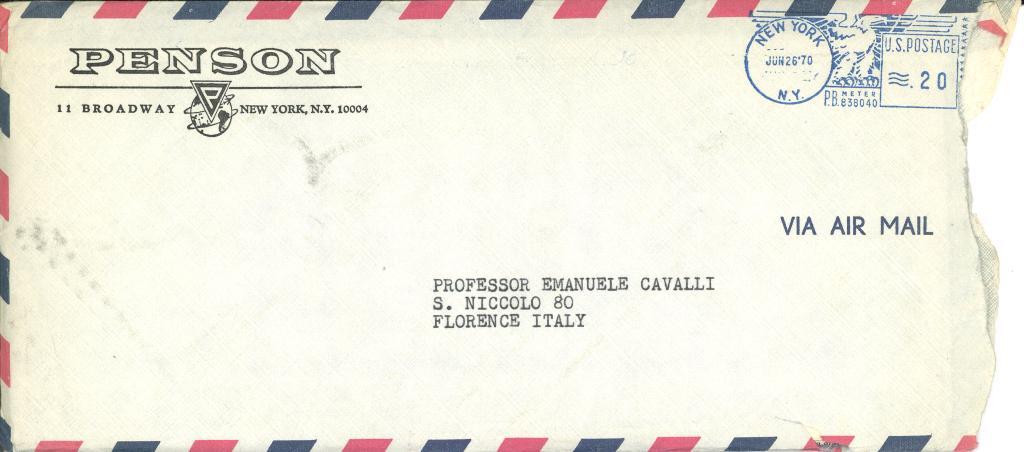 PENSON
11 BROADWAY P NEW YORK, N.Y. 10004
NEW YORK
JUN 26 '70
N.Y.
U.S. POSTAGE
.20
P.B. METER
838040
VIA AIR MAIL
PROFESSOR EMANUELE CAVALLI
S. NICCOLO 80
FLORENCE ITALY